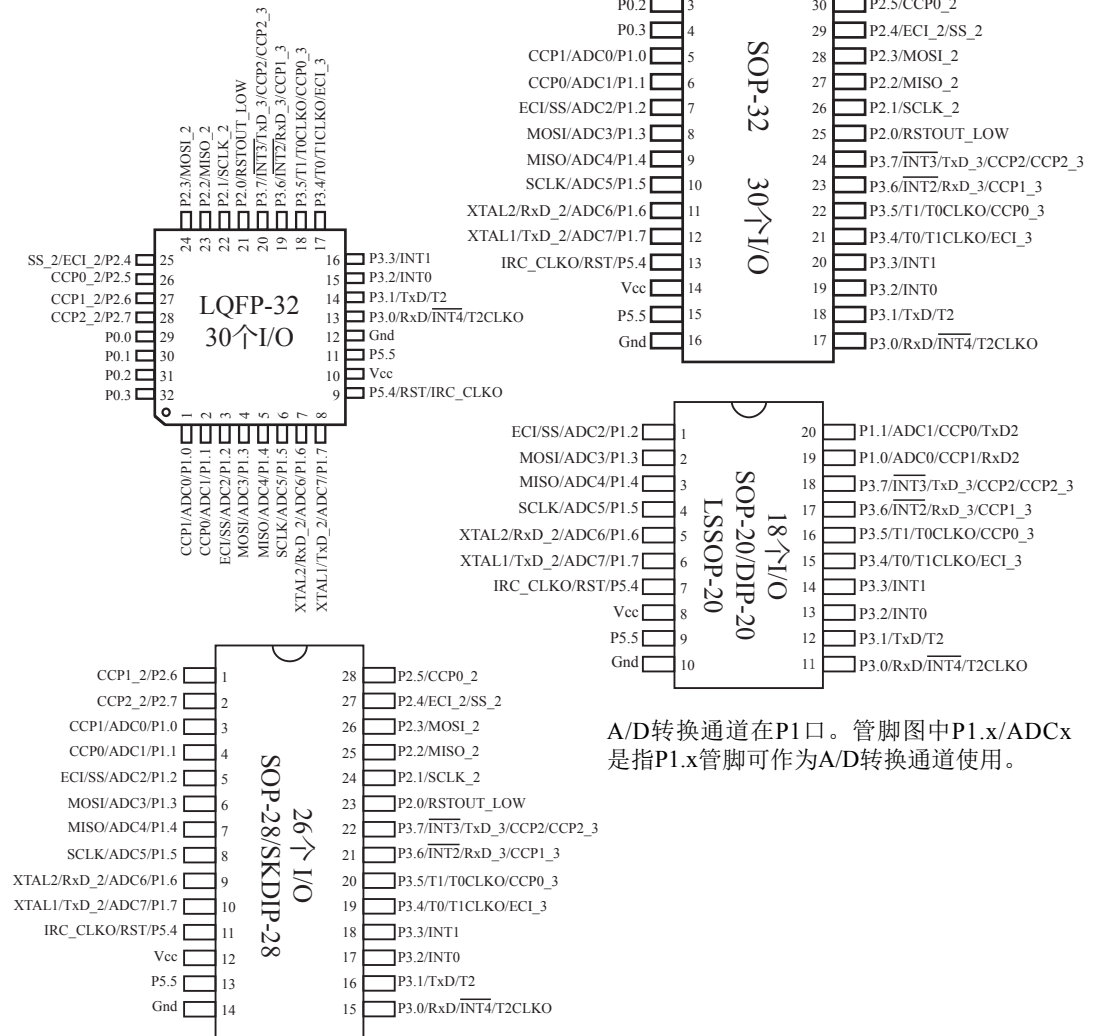 P2.3/MOSI_2
P2.2/MISO_2
P2.1/SCLK_2
P2.0/RSTOUT_LOW
P3.7/INT3/TxD_3/CCP2/CCP2_3
P3.6/INT2/RxD_3/CCP1_3
P3.5/T1/T0CLKO/CCP0_3
P3.4/T0/T1CLKO/ECI_3
24 23 22 21 20 19 18 17
SS_2/ECI_2/P2.4 25
CCP0_2/P2.5 26
CCP1_2/P2.6 27
CCP2_2/P2.7 28
P0.0 29
P0.1 30
P0.2 31
P0.3 32
LQFP-32
30个I/O
16 P3.3/INT1
15 P3.2/INT0
14 P3.1/TxD/T2
13 P3.0/RxD/INT4/T2CLKO
12 Gnd
11 P5.5
10 Vcc
9 P5.4/RST/IRC_CLKO
1 2 3 4 5 6 7 8
CCP1/ADC0/P1.0
CCP0/ADC1/P1.1
ECI/SS/ADC2/P1.2
MOSI/ADC3/P1.3
MISO/ADC4/P1.4
SCLK/ADC5/P1.5
XTAL2/RxD_2/ADC6/P1.6
XTAL1/TxD_2/ADC7/P1.7
P0.2 3
P0.3 4
CCP1/ADC0/P1.0 5
CCP0/ADC1/P1.1 6
ECI/SS/ADC2/P1.2 7
MOSI/ADC3/P1.3 8
MISO/ADC4/P1.4 9
SCLK/ADC5/P1.5 10
XTAL2/RxD_2/ADC6/P1.6 11
XTAL1/TxD_2/ADC7/P1.7 12
IRC_CLKO/RST/P5.4 13
Vcc 14
P5.5 15
Gnd 16
SOP-32 30个I/O
30 P2.5/CCP0_2
29 P2.4/ECI_2/SS_2
28 P2.3/MOSI_2
27 P2.2/MISO_2
26 P2.1/SCLK_2
25 P2.0/RSTOUT_LOW
24 P3.7/INT3/TxD_3/CCP2/CCP2_3
23 P3.6/INT2/RxD_3/CCP1_3
22 P3.5/T1/T0CLKO/CCP0_3
21 P3.4/T0/T1CLKO/ECI_3
20 P3.3/INT1
19 P3.2/INT0
18 P3.1/TxD/T2
17 P3.0/RxD/INT4/T2CLKO
ECI/SS/ADC2/P1.2 1
MOSI/ADC3/P1.3 2
MISO/ADC4/P1.4 3
SCLK/ADC5/P1.5 4
XTAL2/RxD_2/ADC6/P1.6 5
XTAL1/TxD_2/ADC7/P1.7 6
IRC_CLKO/RST/P5.4 7
Vcc 8
P5.5 9
Gnd 10
18个I/O
SOP-20/DIP-20
LSSOP-20
20 P1.1/ADC1/CCP0/TxD2
19 P1.0/ADC0/CCP1/RxD2
18 P3.7/INT3/TxD_3/CCP2/CCP2_3
17 P3.6/INT2/RxD_3/CCP1_3
16 P3.5/T1/T0CLKO/CCP0_3
15 P3.4/T0/T1CLKO/ECI_3
14 P3.3/INT1
13 P3.2/INT0
12 P3.1/TxD/T2
11 P3.0/RxD/INT4/T2CLKO
CCP1_2/P2.6 1
CCP2_2/P2.7 2
CCP1/ADC0/P1.0 3
CCP0/ADC1/P1.1 4
ECI/SS/ADC2/P1.2 5
MOSI/ADC3/P1.3 6
MISO/ADC4/P1.4 7
SCLK/ADC5/P1.5 8
XTAL2/RxD_2/ADC6/P1.6 9
XTAL1/TxD_2/ADC7/P1.7 10
IRC_CLKO/RST/P5.4 11
Vcc 12
P5.5 13
Gnd 14
26个 I/O
SOP-28/SKDIP-28
28 P2.5/CCP0_2
27 P2.4/ECI_2/SS_2
26 P2.3/MOSI_2
25 P2.2/MISO_2
24 P2.1/SCLK_2
23 P2.0/RSTOUT_LOW
22 P3.7/INT3/TxD_3/CCP2/CCP2_3
21 P3.6/INT2/RxD_3/CCP1_3
20 P3.5/T1/T0CLKO/CCP0_3
19 P3.4/T0/T1CLKO/ECI_3
18 P3.3/INT1
17 P3.2/INT0
16 P3.1/TxD/T2
15 P3.0/RxD/INT4/T2CLKO
A/D转换通道在P1口。管脚图中P1.x/ADCx
是指P1.x管脚可作为A/D转换通道使用。